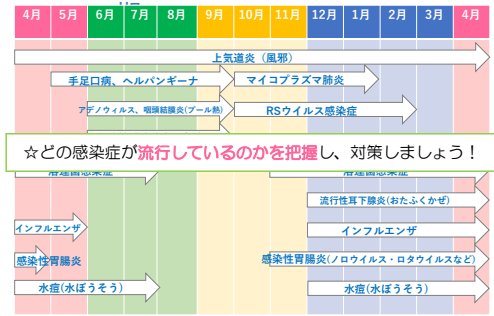 4月 5月 6月 7月 8月 9月 10月 11月 12月 1月 2月 3月 4月
上気道炎（風邪）
手足口病、ヘルパンギーナ マイコプラズマ肺炎
アデノウィルス、咽頭結膜炎(プール熱) RSウイルス感染症
☆どの感染症が流行しているのかを把握し、対策しましょう！
溶連菌感染症 溶連菌感染症
流行性耳下腺炎(おたふくかぜ)
インフルエンザ インフルエンザ
感染性胃腸炎 感染性胃腸炎(ノロウイルス・ロタウイルスなど)
水痘(水ぼうそう) 水痘(水ぼうそう)